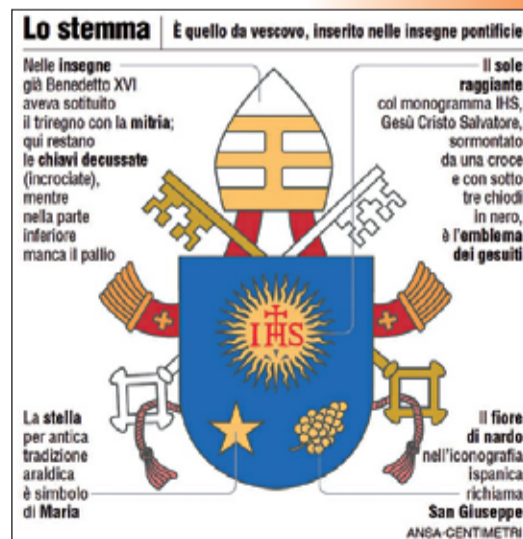 Lo stemma
È quello da vescovo, inserito nelle insegne pontificie
Nelle insegne
già Benedetto XVI
aveva sotituito
il triregno con la mitria;
qui restano
le chiavi decussate
(incrociate),
mentre
nella parte
inferiore
manca il pallio
Il sole
raggiante
col monogramma IHS,
Gesù Cristo Salvatore,
sormontato
da una croce
e con sotto
tre chiodi
in nero,
è l'emblema
dei gesuiti
IHS
La stella
per antica
tradizione
araldica
è simbolo
di Maria
Il fiore
di nardo
nell'iconografia
ispanica
richiama
San Giuseppe
ANSA-CENTIMETRI